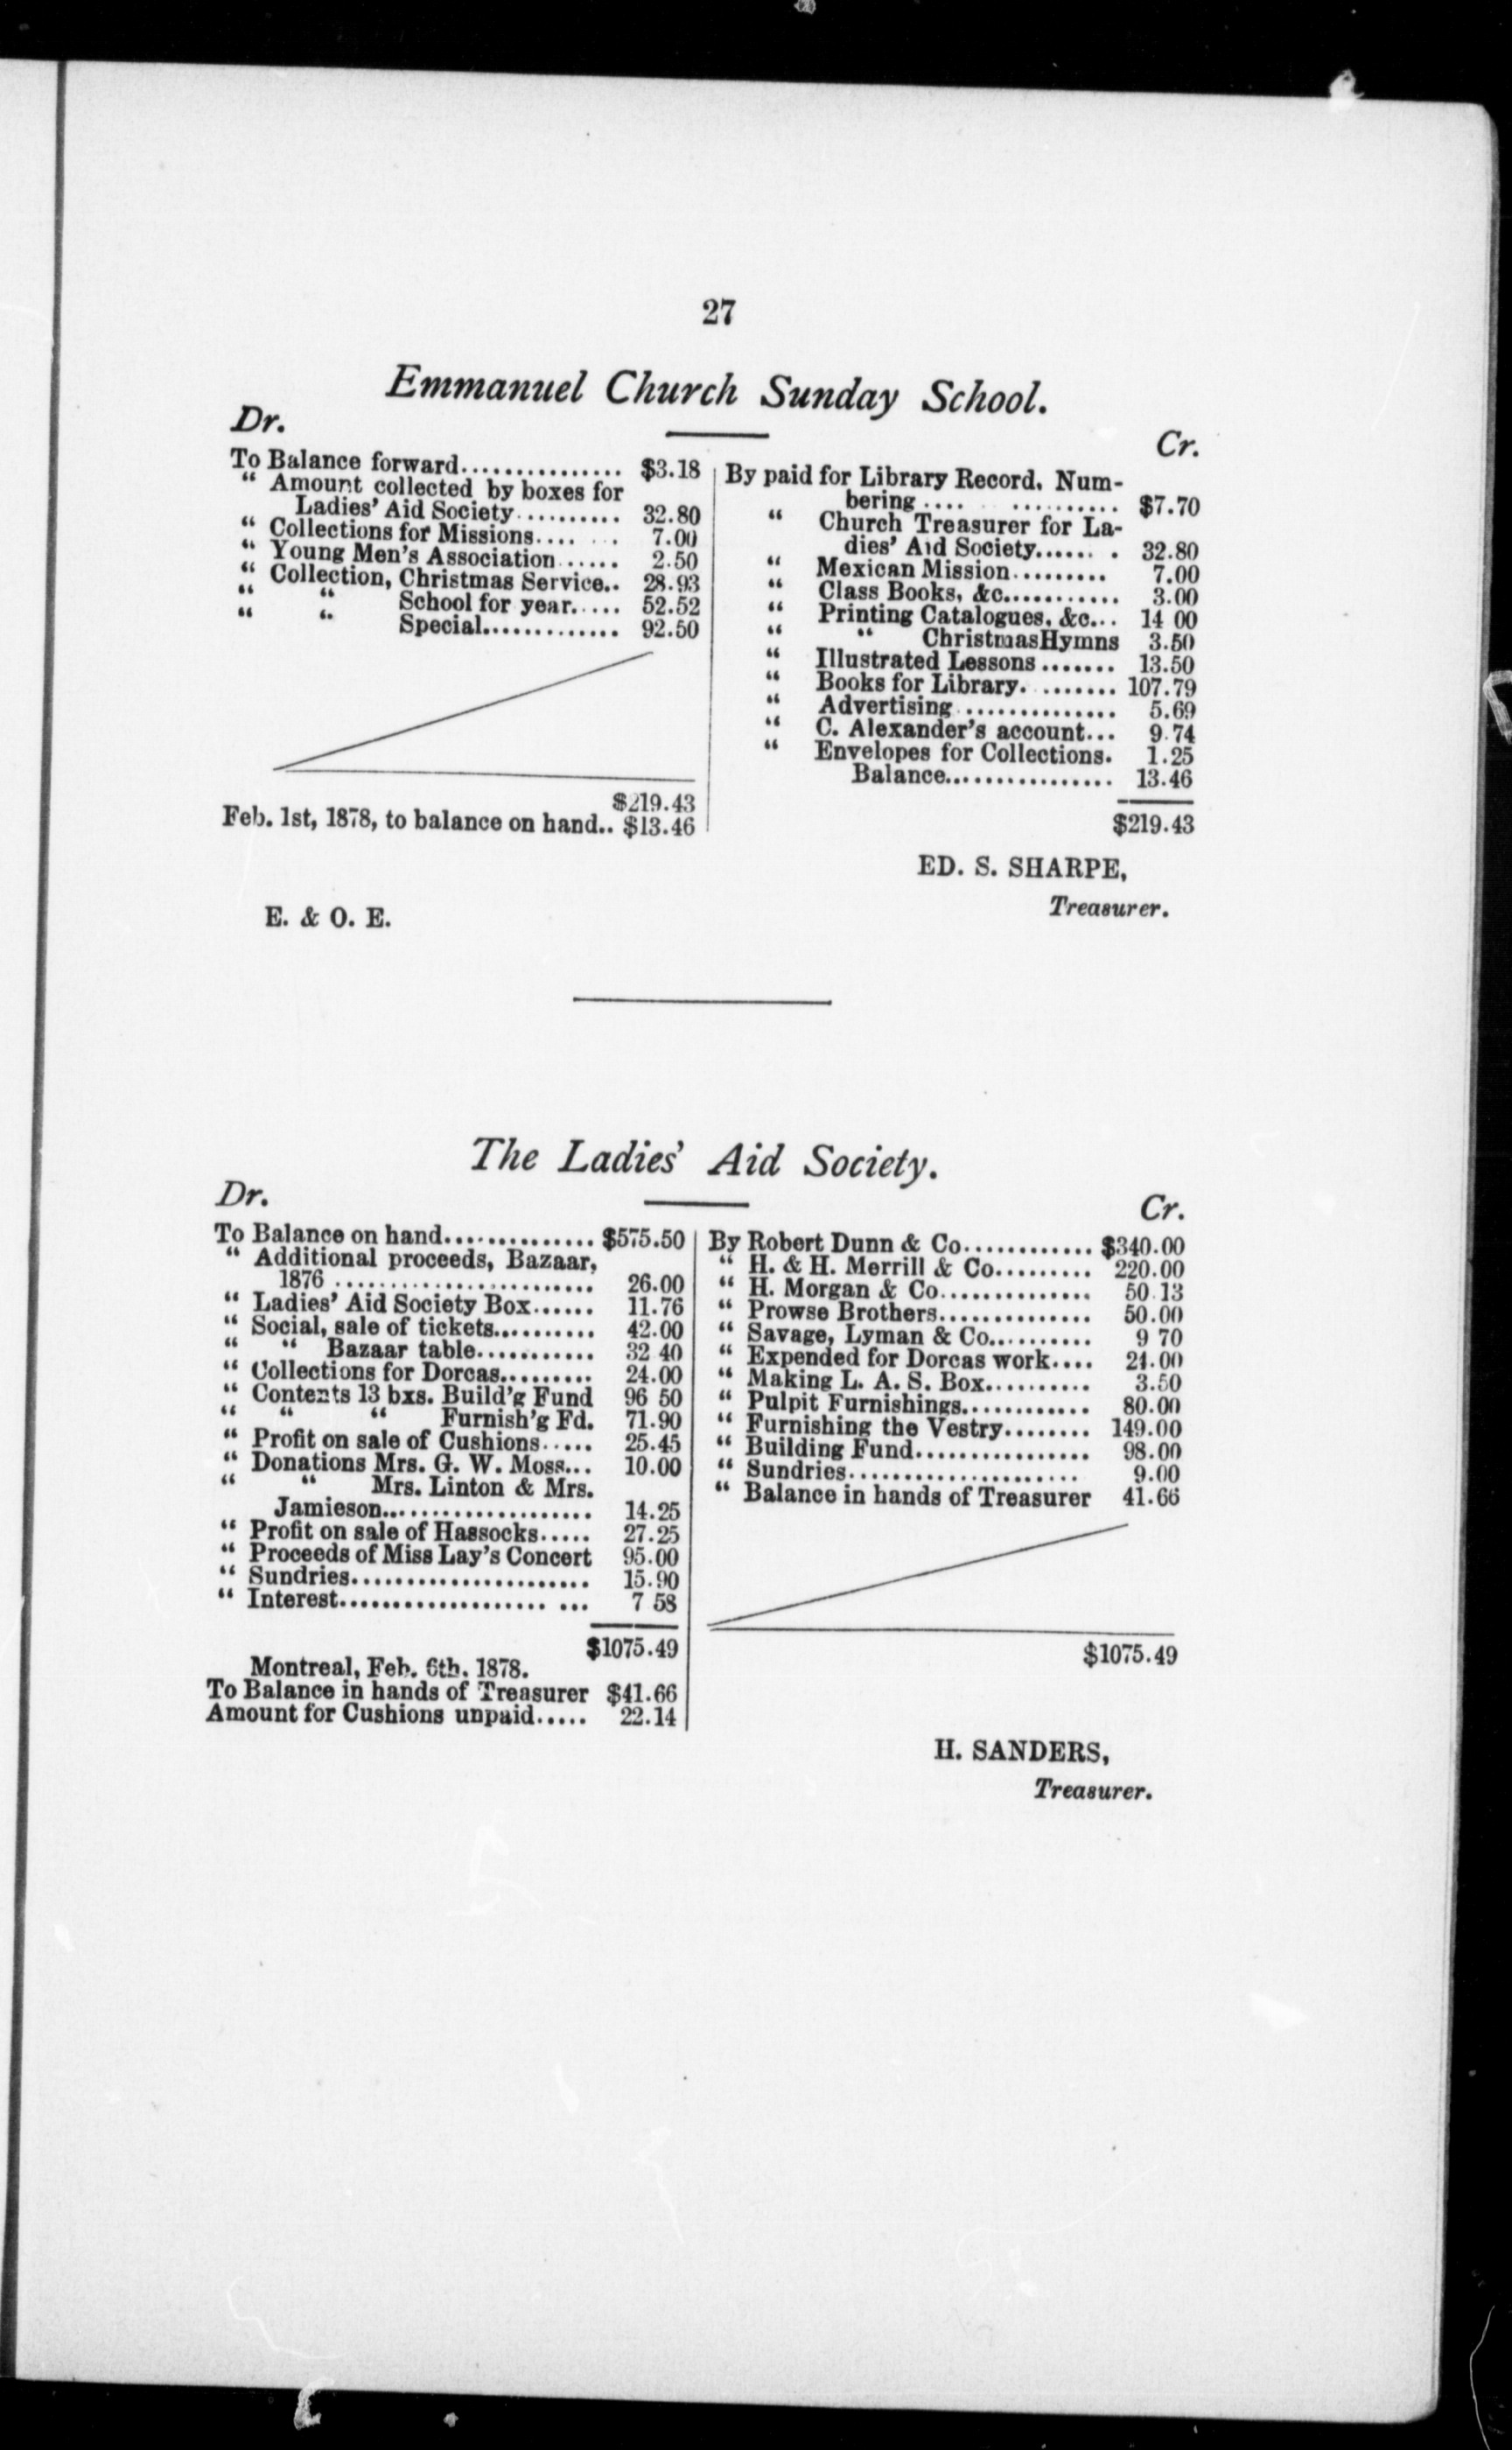 27
Emmanuel Church Sunday School.
Dr.
Cr.
To Balance forward............... $3.18
“ Amount collected by boxes for
Ladies’ Aid Society.......... 32.80
“ Collections for Missions.... ... 7.00
“ Young Men’s Association...... 2.50
“ Collection, Christmas Service.. 28.93
“ “ School for year..... 52.52
“ “ Special............. 92.50
$219.43
Feb. 1st, 1878, to balance on hand.. $13.46
By paid for Library Record, Num-
bering.... .......... $7.70
“ Church Treasurer for La-
dies’ Aid Society...... . 32.80
“ Mexican Mission......... 7.00
“ Class Books, &c........... 3.00
“ Printing Catalogues, &c... 14 00
“ “ ChristmasHymns 3.50
“ Illustrated Lessons....... 13.50
“ Books for Library. ....... 107.79
“ Advertising.............. 5.69
“ C. Alexander’s account... 9.74
“ Envelopes for Collections. 1.25
Balance................ 13.46
$219.43
ED. S. SHARPE,
Treasurer.
E. & O. E.
The Ladies’ Aid Society.
Dr.
Cr.
To Balance on hand.............. $575.50
“ Additional proceeds, Bazaar,
1876........................ 26.00
“ Ladies’ Aid Society Box...... 11.76
“ Social, sale of tickets.......... 42.00
“ “ Bazaar table........... 32 40
“ Collections for Dorcas......... 24.00
“ Contents 13 bxs. Build’g Fund 96 50
“ “ “ Furnish’g Fd. 71.90
“ Profit on sale of Cushions..... 25.45
“ Donations Mrs. G. W. Moss... 10.00
“ “ Mrs. Linton & Mrs.
Jamieson................... 14.25
“ Profit on sale of Hassocks..... 27.25
“ Proceeds of Miss Lay’s Concert 95.00
“ Sundries...................... 15.90
“ Interest................... ... 7 58
$1075.49
Montreal, Feb. 6th. 1878.
To Balance in hands of Treasurer $41.66
Amount for Cushions unpaid..... 22.14
By Robert Dunn & Co............ $340.00
“ H. & H. Merrill & Co......... 220.00
“ H. Morgan & Co.............. 50.13
“ Prowse Brothers.............. 50.00
“ Savage, Lyman & Co.......... 9 70
“ Expended for Dorcas work.... 24.00
“ Making L. A. S. Box.......... 3.50
“ Pulpit Furnishings............ 80.00
“ Furnishing the Vestry........ 149.00
“ Building Fund................ 98.00
“ Sundries..................... 9.00
“ Balance in hands of Treasurer 41.66
$1075.49
H. SANDERS,
Treasurer.